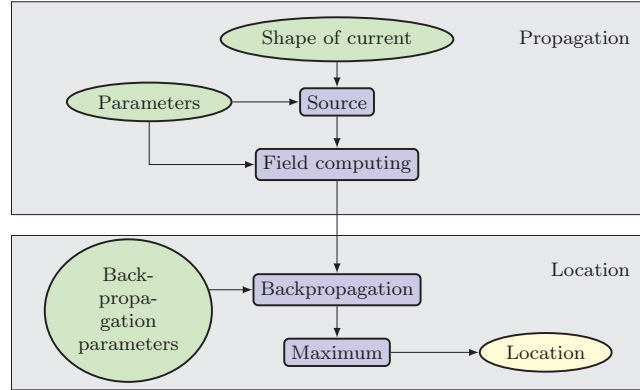 Shape of current
Propagation
Parameters
Source
Field computing
Location
Back-
propa-
gation
parameters
Backpropagation
Maximum
Location